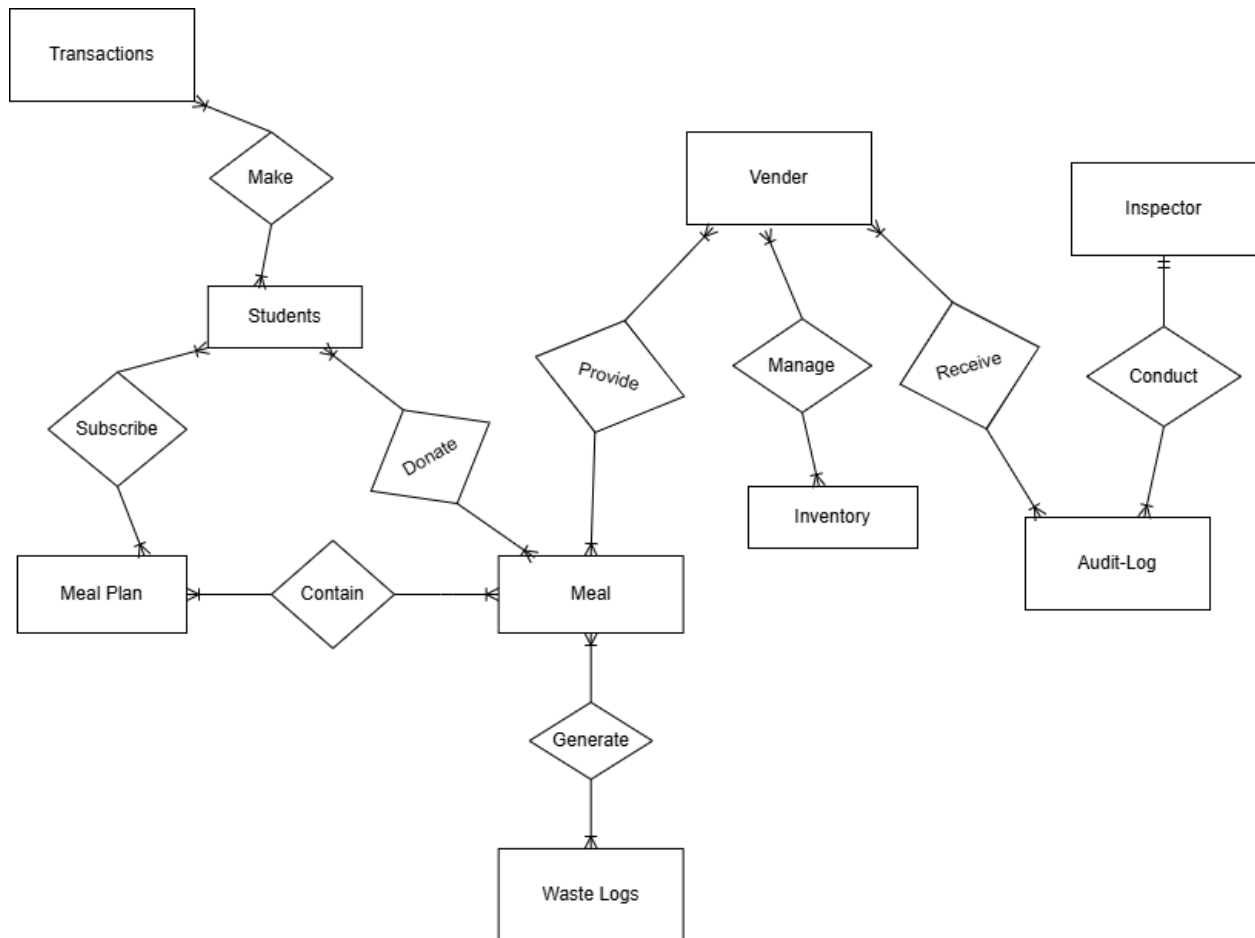 Transactions
Make
Vender
Inspector
Students
Provide
Manage
Receive
Conduct
Subscribe
Donate
Inventory
Audit-Log
Meal Plan
Contain
Meal
Generate
Waste Logs